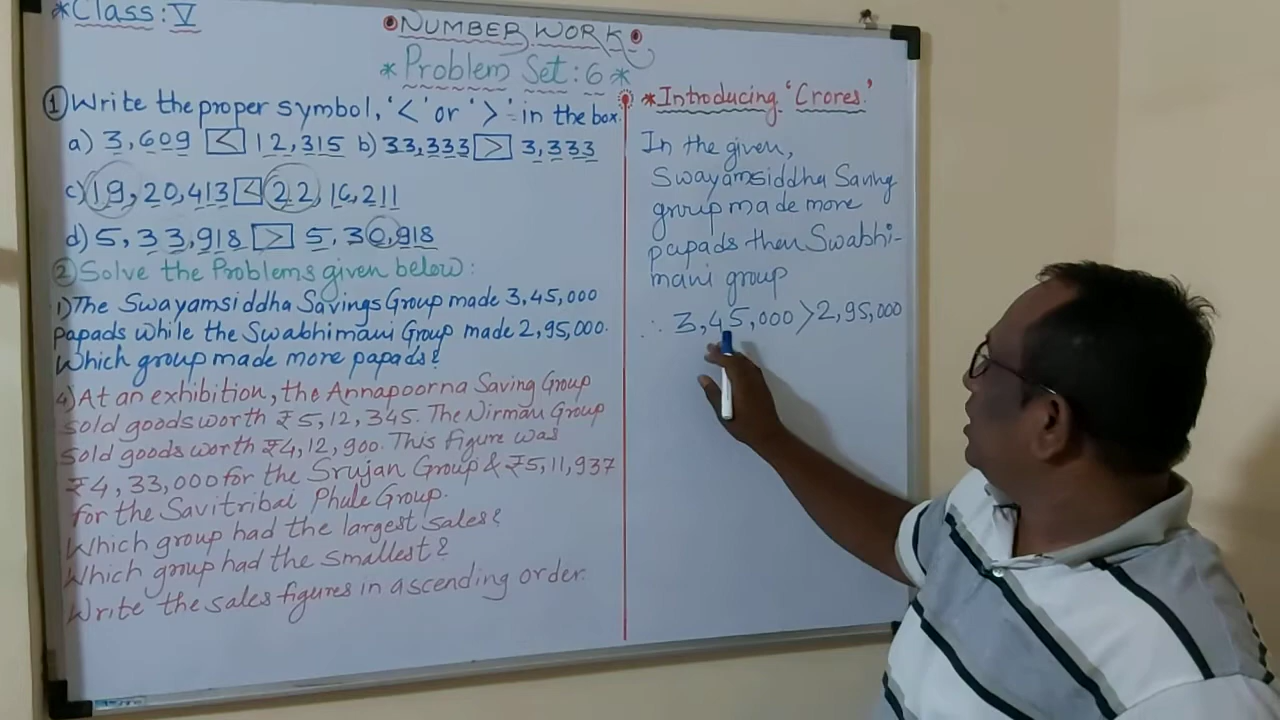 *Class: V
NUMBER WORK
* Problem Set: 6 *
① Write the proper symbol, '<' or '>' in the box.
a) 3,609 < 12,315 b) 33,333 > 3,333
c) 19,20,413 < 22,16,211
d) 5,33,918 > 5,30,918
② Solve the Problems given below:
1) The Swayamsiddha Savings Group made 3,45,000
papads while the Swabhimani Group made 2,95,000.
Which group made more papads?
4) At an exhibition, the Annapoorna Saving Group
sold goods worth ₹5,12,345. The Nirman Group
sold goods worth ₹4,12,900. This figure was
₹4,33,000 for the Srujan Group & ₹5,11,937
for the Savitribai Phule Group.
Which group had the largest sales?
Which group had the smallest?
Write the sales figures in ascending order.
* Introducing 'Crores.'
In the given,
Swayamsiddha Saving
group made more
papads then Swabhi-
mani group
∴ 3,45,000 > 2,95,000